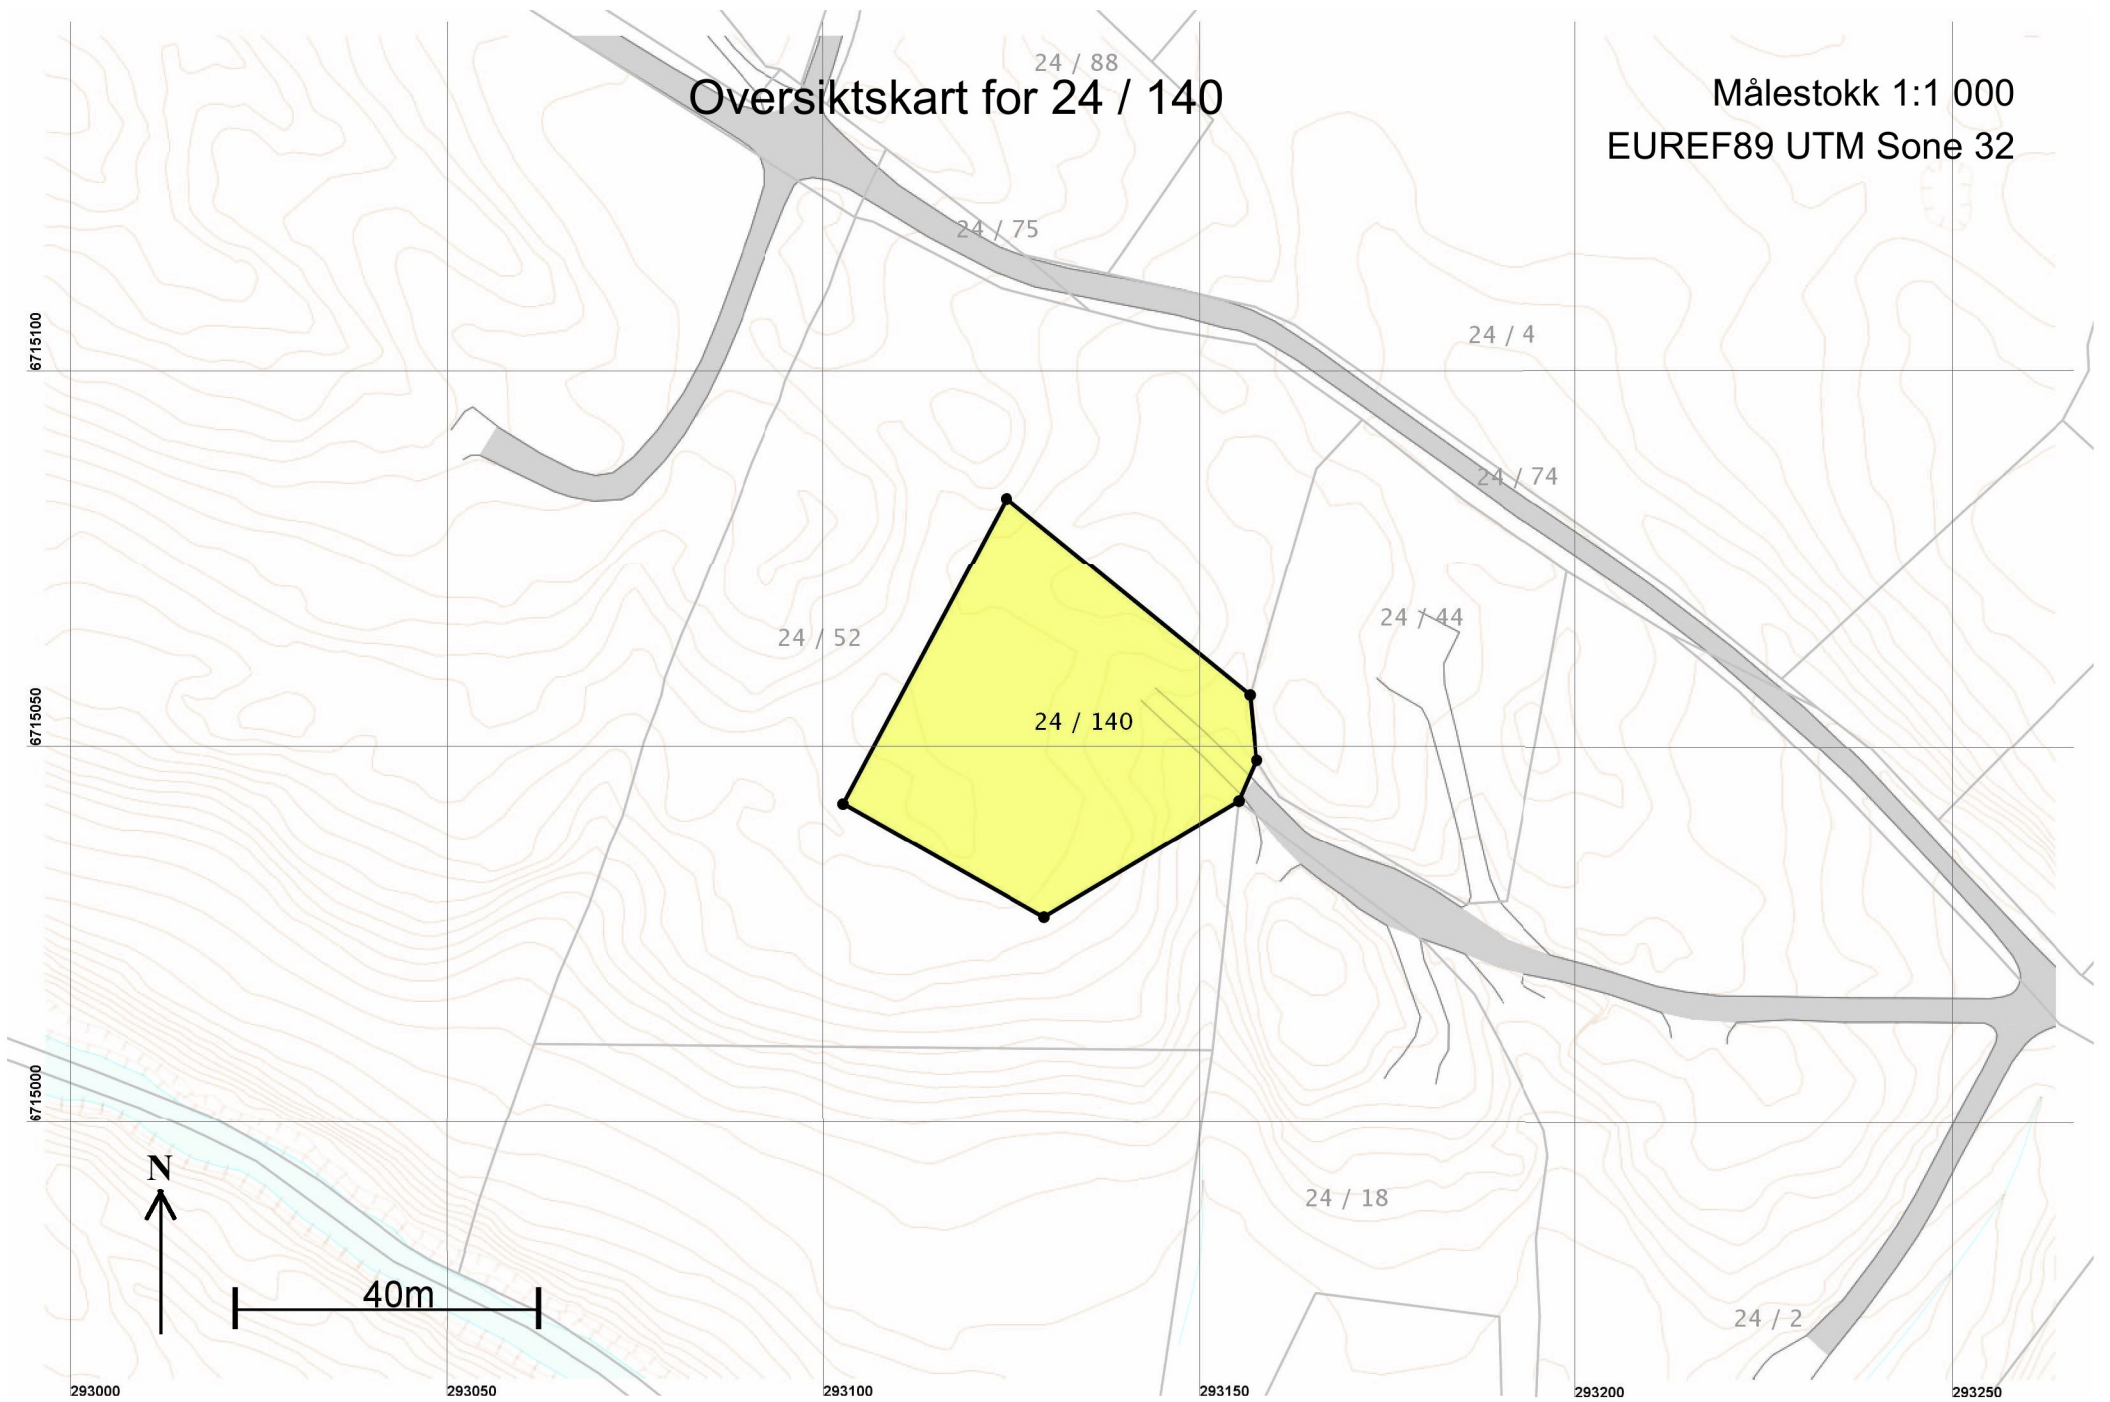 24 / 88
Oversiktskart for 24 / 140
Målestokk 1:1 000
EUREF89 UTM Sone 32
24 / 75
6715100
24 / 4
24 / 74
24 / 44
24 / 52
6715050
24 / 140
6715000
N
24 / 18
40m
24 / 2
293000
293050
293100
293150
293200
293250